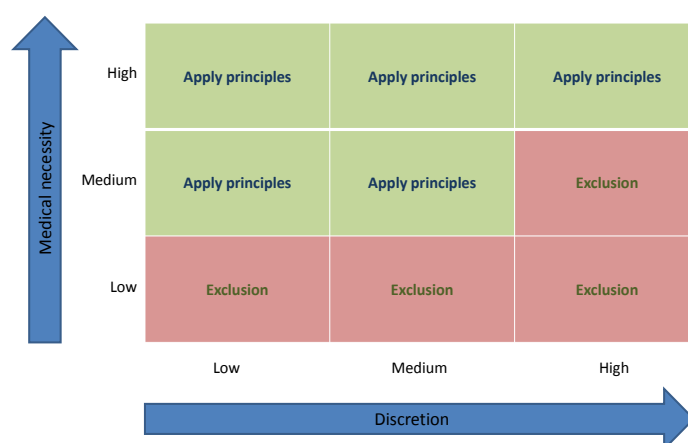 High
Apply principles
Apply principles
Apply principles
Medium
Apply principles
Apply principles
Exclusion
Low
Exclusion
Exclusion
Exclusion
Medical necessity
Low
Medium
High
Discretion